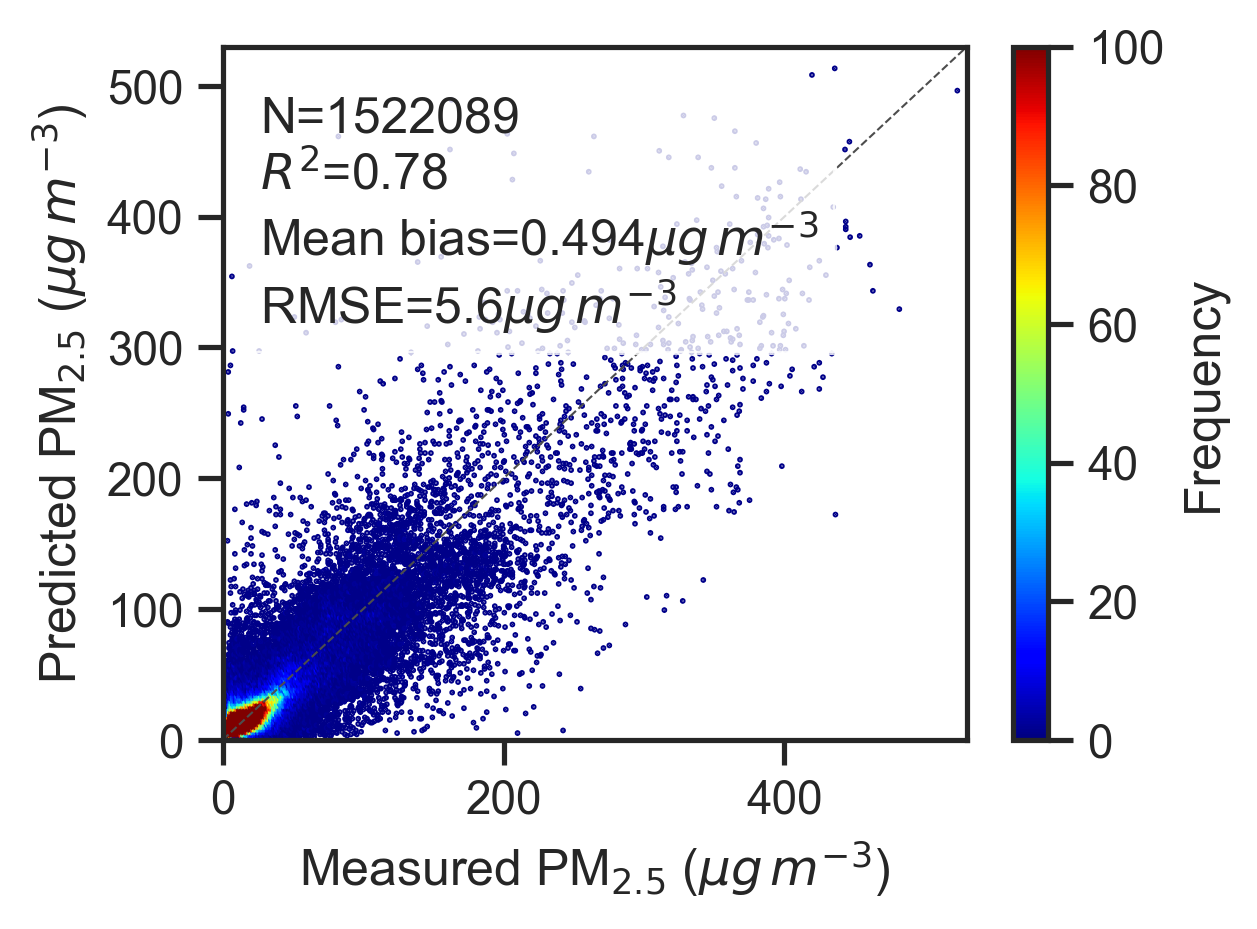 N=1522089
R²=0.78
Mean bias=0.494μg m⁻³
RMSE=5.6μg m⁻³
Predicted PM₂.₅ (μg m⁻³)
500
400
300
200
100
0
0 200 400
Measured PM₂.₅ (μg m⁻³)
100
80
60
40
20
0
Frequency